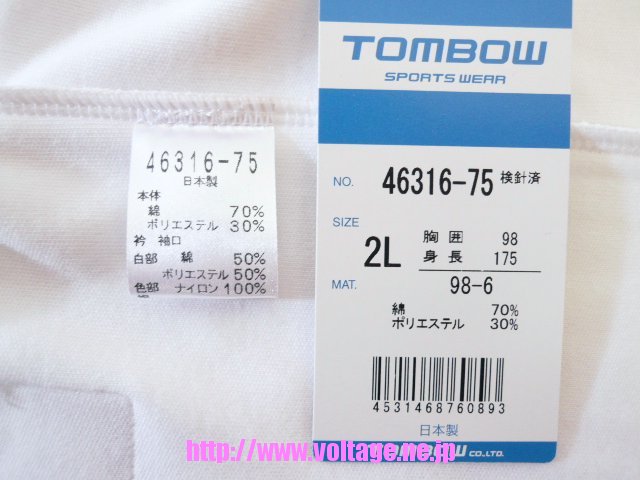 46316-75
日本製
本体
綿 70%
ポリエステル 30%
衿 袖口
白部 綿 50%
ポリエステル 50%
色部 ナイロン 100%
TOMBOW
SPORTS WEAR
NO. 46316-75 検針済
SIZE
2L 胸囲 98
身長 175
MAT. 98-6
綿 70%
ポリエステル 30%
4531468760893
日本製
TOMBOW CO.,LTD.
http://www.voltage.ne.jp